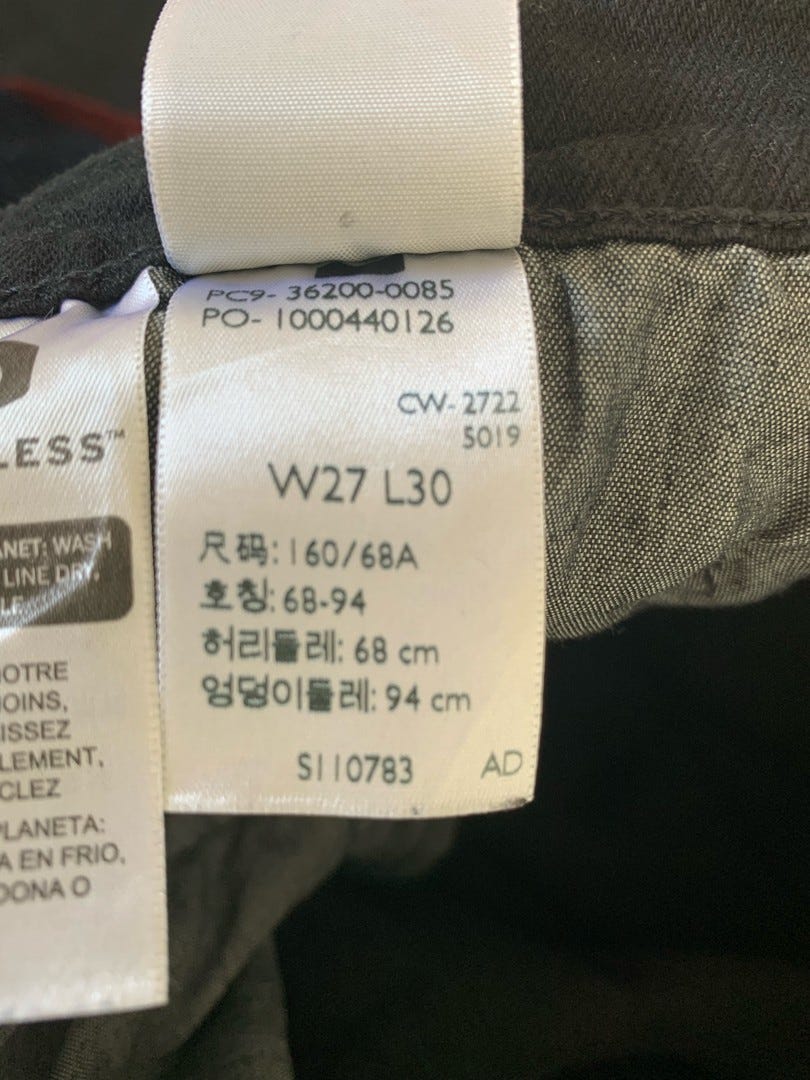 LESS™
ANET: WASH
LINE DRY,
OTRE
OINS,
ISSEZ
LEMENT,
CLEZ
PLANETA:
A EN FRIO,
DONA O
PC9- 36200-0085
PO- 1000440126
CW- 2722
5019
W27 L30
尺码: 160/68A
호칭: 68-94
허리둘레: 68 cm
엉덩이둘레: 94 cm
S110783 AD